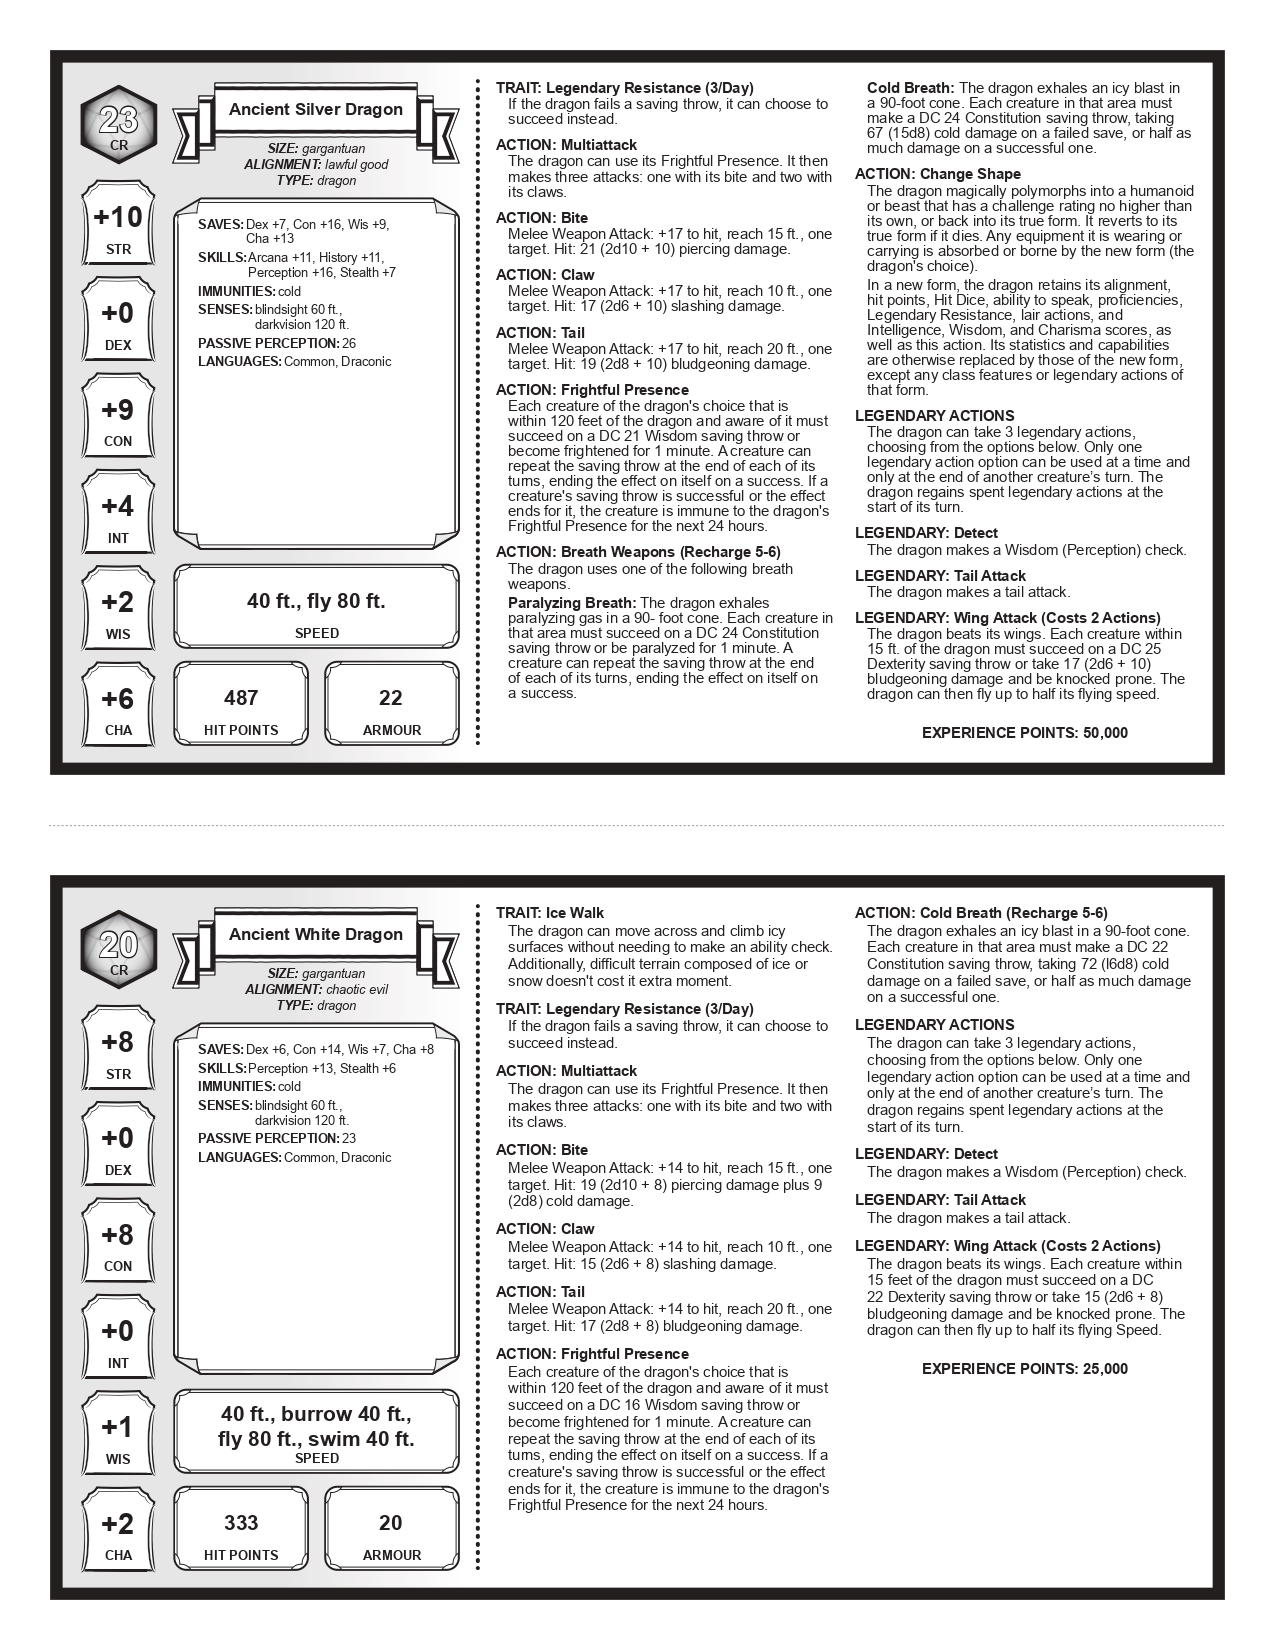 23
CR
Ancient Silver Dragon
SIZE: gargantuan
ALIGNMENT: lawful good
TYPE: dragon
+10
STR
+0
DEX
+9
CON
+4
INT
+2
WIS
+6
CHA
SAVES: Dex +7, Con +16, Wis +9,
Cha +13
SKILLS: Arcana +11, History +11,
Perception +16, Stealth +7
IMMUNITIES: cold
SENSES: blindsight 60 ft.,
darkvision 120 ft.
PASSIVE PERCEPTION: 26
LANGUAGES: Common, Draconic
40 ft., fly 80 ft.
SPEED
487
HIT POINTS
22
ARMOUR
TRAIT: Legendary Resistance (3/Day)
If the dragon fails a saving throw, it can choose to
succeed instead.
ACTION: Multiattack
The dragon can use its Frightful Presence. It then
makes three attacks: one with its bite and two with
its claws.
ACTION: Bite
Melee Weapon Attack: +17 to hit, reach 15 ft., one
target. Hit: 21 (2d10 + 10) piercing damage.
ACTION: Claw
Melee Weapon Attack: +17 to hit, reach 10 ft., one
target. Hit: 17 (2d6 + 10) slashing damage.
ACTION: Tail
Melee Weapon Attack: +17 to hit, reach 20 ft., one
target. Hit: 19 (2d8 + 10) bludgeoning damage.
ACTION: Frightful Presence
Each creature of the dragon's choice that is
within 120 feet of the dragon and aware of it must
succeed on a DC 21 Wisdom saving throw or
become frightened for 1 minute. A creature can
repeat the saving throw at the end of each of its
turns, ending the effect on itself on a success. If a
creature's saving throw is successful or the effect
ends for it, the creature is immune to the dragon's
Frightful Presence for the next 24 hours.
ACTION: Breath Weapons (Recharge 5-6)
The dragon uses one of the following breath
weapons.
Paralyzing Breath: The dragon exhales
paralyzing gas in a 90- foot cone. Each creature in
that area must succeed on a DC 24 Constitution
saving throw or be paralyzed for 1 minute. A
creature can repeat the saving throw at the end
of each of its turns, ending the effect on itself on
a success.
Cold Breath: The dragon exhales an icy blast in
a 90-foot cone. Each creature in that area must
make a DC 24 Constitution saving throw, taking
67 (15d8) cold damage on a failed save, or half as
much damage on a successful one.
ACTION: Change Shape
The dragon magically polymorphs into a humanoid
or beast that has a challenge rating no higher than
its own, or back into its true form. It reverts to its
true form if it dies. Any equipment it is wearing or
carrying is absorbed or borne by the new form (the
dragon's choice).
In a new form, the dragon retains its alignment,
hit points, Hit Dice, ability to speak, proficiencies,
Legendary Resistance, lair actions, and
Intelligence, Wisdom, and Charisma scores, as
well as this action. Its statistics and capabilities
are otherwise replaced by those of the new form,
except any class features or legendary actions of
that form.
LEGENDARY ACTIONS
The dragon can take 3 legendary actions,
choosing from the options below. Only one
legendary action option can be used at a time and
only at the end of another creature's turn. The
dragon regains spent legendary actions at the
start of its turn.
LEGENDARY: Detect
The dragon makes a Wisdom (Perception) check.
LEGENDARY: Tail Attack
The dragon makes a tail attack.
LEGENDARY: Wing Attack (Costs 2 Actions)
The dragon beats its wings. Each creature within
15 ft. of the dragon must succeed on a DC 25
Dexterity saving throw or take 17 (2d6 + 10)
bludgeoning damage and be knocked prone. The
dragon can then fly up to half its flying speed.
EXPERIENCE POINTS: 50,000
20
CR
Ancient White Dragon
SIZE: gargantuan
ALIGNMENT: chaotic evil
TYPE: dragon
+8
STR
+0
DEX
+8
CON
+0
INT
+1
WIS
+2
CHA
SAVES: Dex +6, Con +14, Wis +7, Cha +8
SKILLS: Perception +13, Stealth +6
IMMUNITIES: cold
SENSES: blindsight 60 ft.,
darkvision 120 ft.
PASSIVE PERCEPTION: 23
LANGUAGES: Common, Draconic
40 ft., burrow 40 ft.,
fly 80 ft., swim 40 ft.
SPEED
333
HIT POINTS
20
ARMOUR
TRAIT: Ice Walk
The dragon can move across and climb icy
surfaces without needing to make an ability check.
Additionally, difficult terrain composed of ice or
snow doesn't cost it extra moment.
TRAIT: Legendary Resistance (3/Day)
If the dragon fails a saving throw, it can choose to
succeed instead.
ACTION: Multiattack
The dragon can use its Frightful Presence. It then
makes three attacks: one with its bite and two with
its claws.
ACTION: Bite
Melee Weapon Attack: +14 to hit, reach 15 ft., one
target. Hit: 19 (2d10 + 8) piercing damage plus 9
(2d8) cold damage.
ACTION: Claw
Melee Weapon Attack: +14 to hit, reach 10 ft., one
target. Hit: 15 (2d6 + 8) slashing damage.
ACTION: Tail
Melee Weapon Attack: +14 to hit, reach 20 ft., one
target. Hit: 17 (2d8 + 8) bludgeoning damage.
ACTION: Frightful Presence
Each creature of the dragon's choice that is
within 120 feet of the dragon and aware of it must
succeed on a DC 16 Wisdom saving throw or
become frightened for 1 minute. A creature can
repeat the saving throw at the end of each of its
turns, ending the effect on itself on a success. If a
creature's saving throw is successful or the effect
ends for it, the creature is immune to the dragon's
Frightful Presence for the next 24 hours.
ACTION: Cold Breath (Recharge 5-6)
The dragon exhales an icy blast in a 90-foot cone.
Each creature in that area must make a DC 22
Constitution saving throw, taking 72 (l6d8) cold
damage on a failed save, or half as much damage
on a successful one.
LEGENDARY ACTIONS
The dragon can take 3 legendary actions,
choosing from the options below. Only one
legendary action option can be used at a time and
only at the end of another creature's turn. The
dragon regains spent legendary actions at the
start of its turn.
LEGENDARY: Detect
The dragon makes a Wisdom (Perception) check.
LEGENDARY: Tail Attack
The dragon makes a tail attack.
LEGENDARY: Wing Attack (Costs 2 Actions)
The dragon beats its wings. Each creature within
15 feet of the dragon must succeed on a DC
22 Dexterity saving throw or take 15 (2d6 + 8)
bludgeoning damage and be knocked prone. The
dragon can then fly up to half its flying Speed.
EXPERIENCE POINTS: 25,000